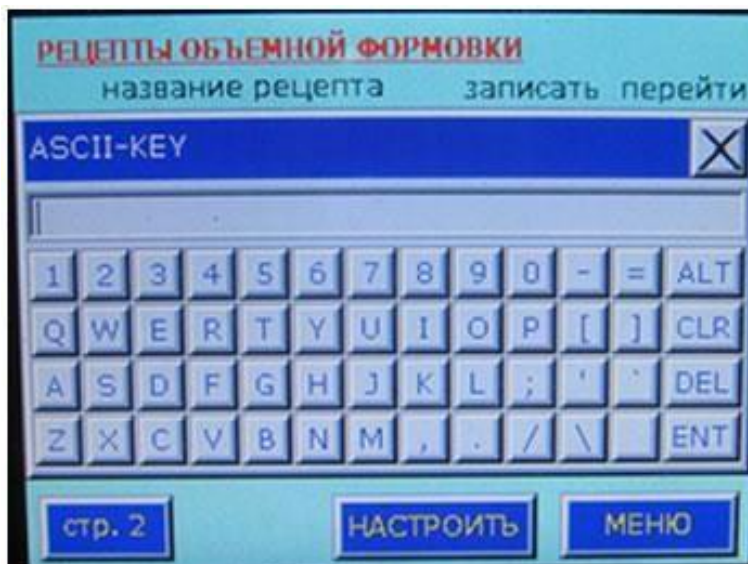 РЕЦЕПТЫ ОБЪЕМНОЙ ФОРМОВКИ
название рецепта записать перейти
ASCII-KEY X
1 2 3 4 5 6 7 8 9 0 - = ALT
Q W E R T Y U I O P [ ] CLR
A S D F G H J K L ; ' ` DEL
Z X C V B N M , . / \ ENT
стр. 2 НАСТРОИТЬ МЕНЮ